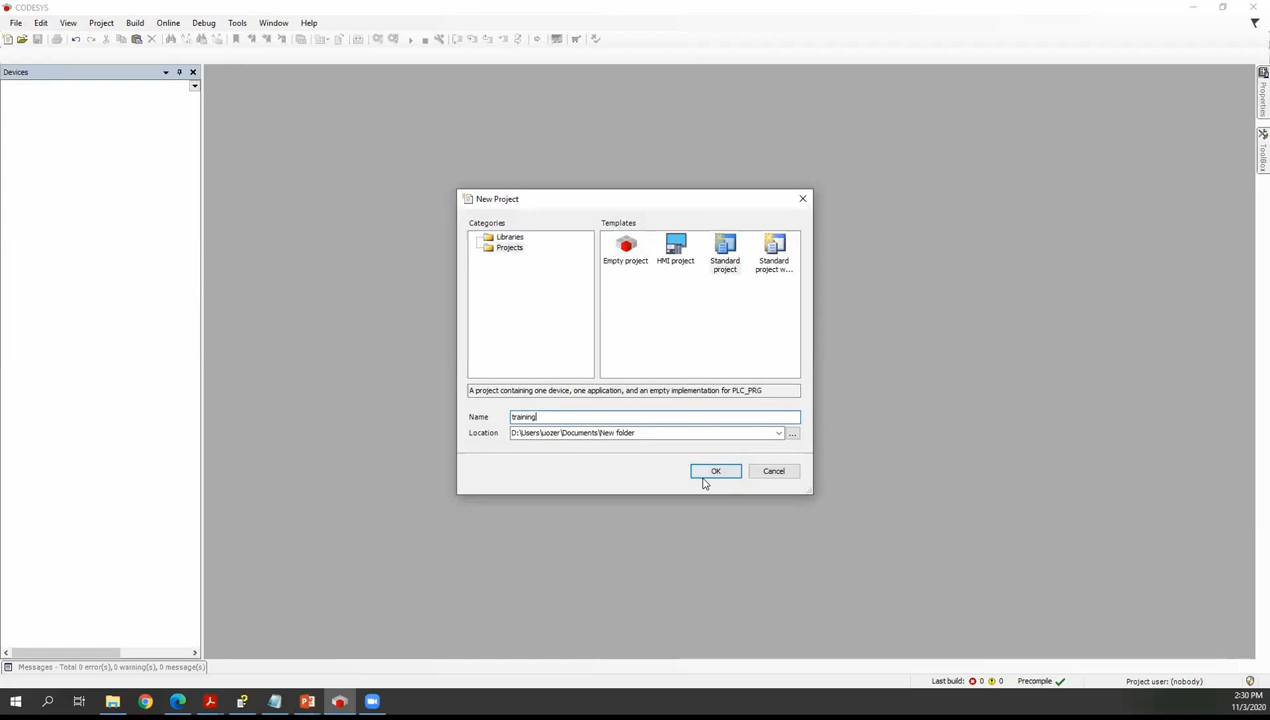 CODESYS
File Edit View Project Build Online Debug Tools Window Help
Devices
Properties
ToolBox
New Project
Categories
Templates
Libraries
Projects
Empty project
HMI project
Standard
project
Standard
project w...
A project containing one device, one application, and an empty implementation for PLC_PRG
Name training
Location D:\Users\uozer\Documents\New folder
...
OK Cancel
Messages - Total 0 error(s), 0 warning(s), 0 message(s)
Last build: 0 0 Precompile Project user: (nobody)
2:30 PM
11/3/2020